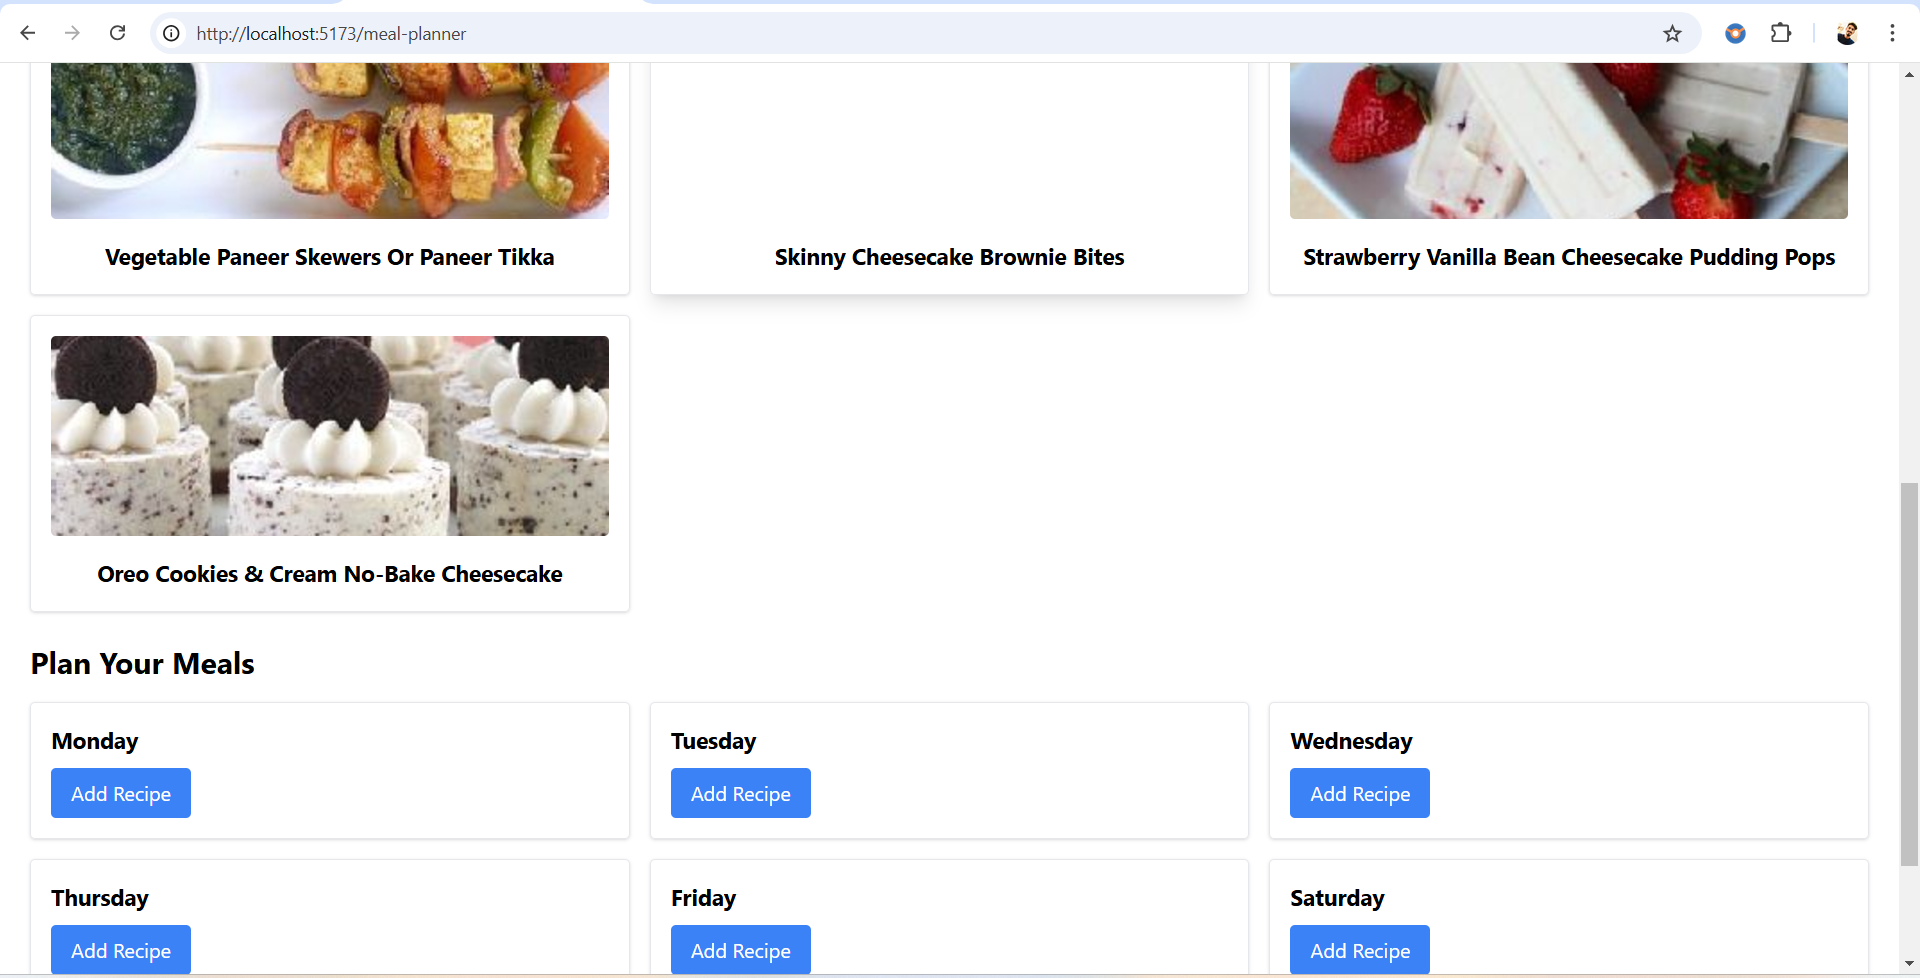 http://localhost:5173/meal-planner
Vegetable Paneer Skewers Or Paneer Tikka
Skinny Cheesecake Brownie Bites
Strawberry Vanilla Bean Cheesecake Pudding Pops
Oreo Cookies & Cream No-Bake Cheesecake
Plan Your Meals
Monday
Tuesday
Wednesday
Add Recipe
Add Recipe
Add Recipe
Thursday
Friday
Saturday
Add Recipe
Add Recipe
Add Recipe